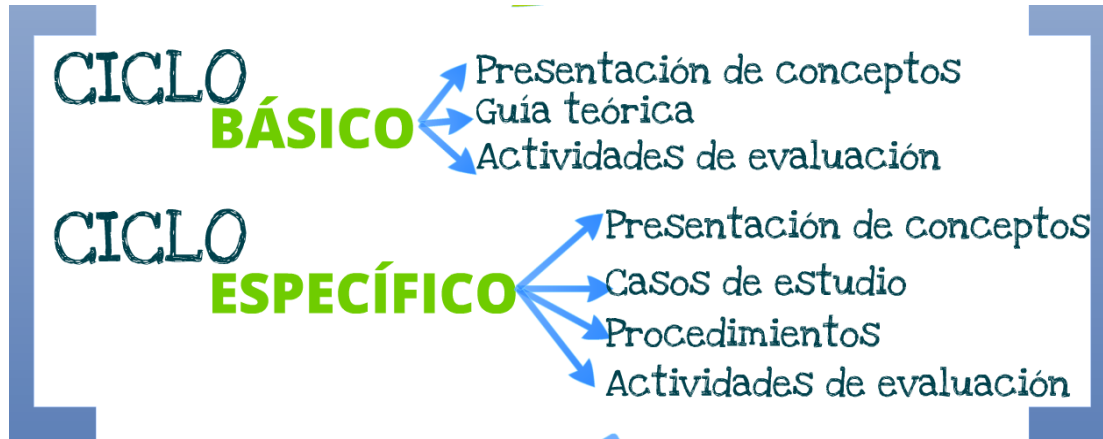 CICLO
BÁSICO
Presentación de conceptos
Guía teórica
Actividades de evaluación
CICLO
ESPECÍFICO
Presentación de conceptos
Casos de estudio
Procedimientos
Actividades de evaluación